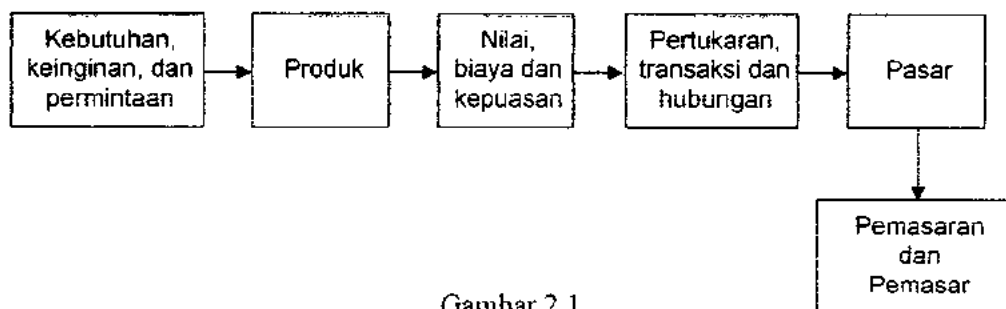 Kebutuhan,
keinginan, dan
permintaan
Produk
Nilai,
biaya dan
kepuasan
Pertukaran,
transaksi dan
hubungan
Pasar
Pemasaran
dan
Pemasar
Gambar 2.1